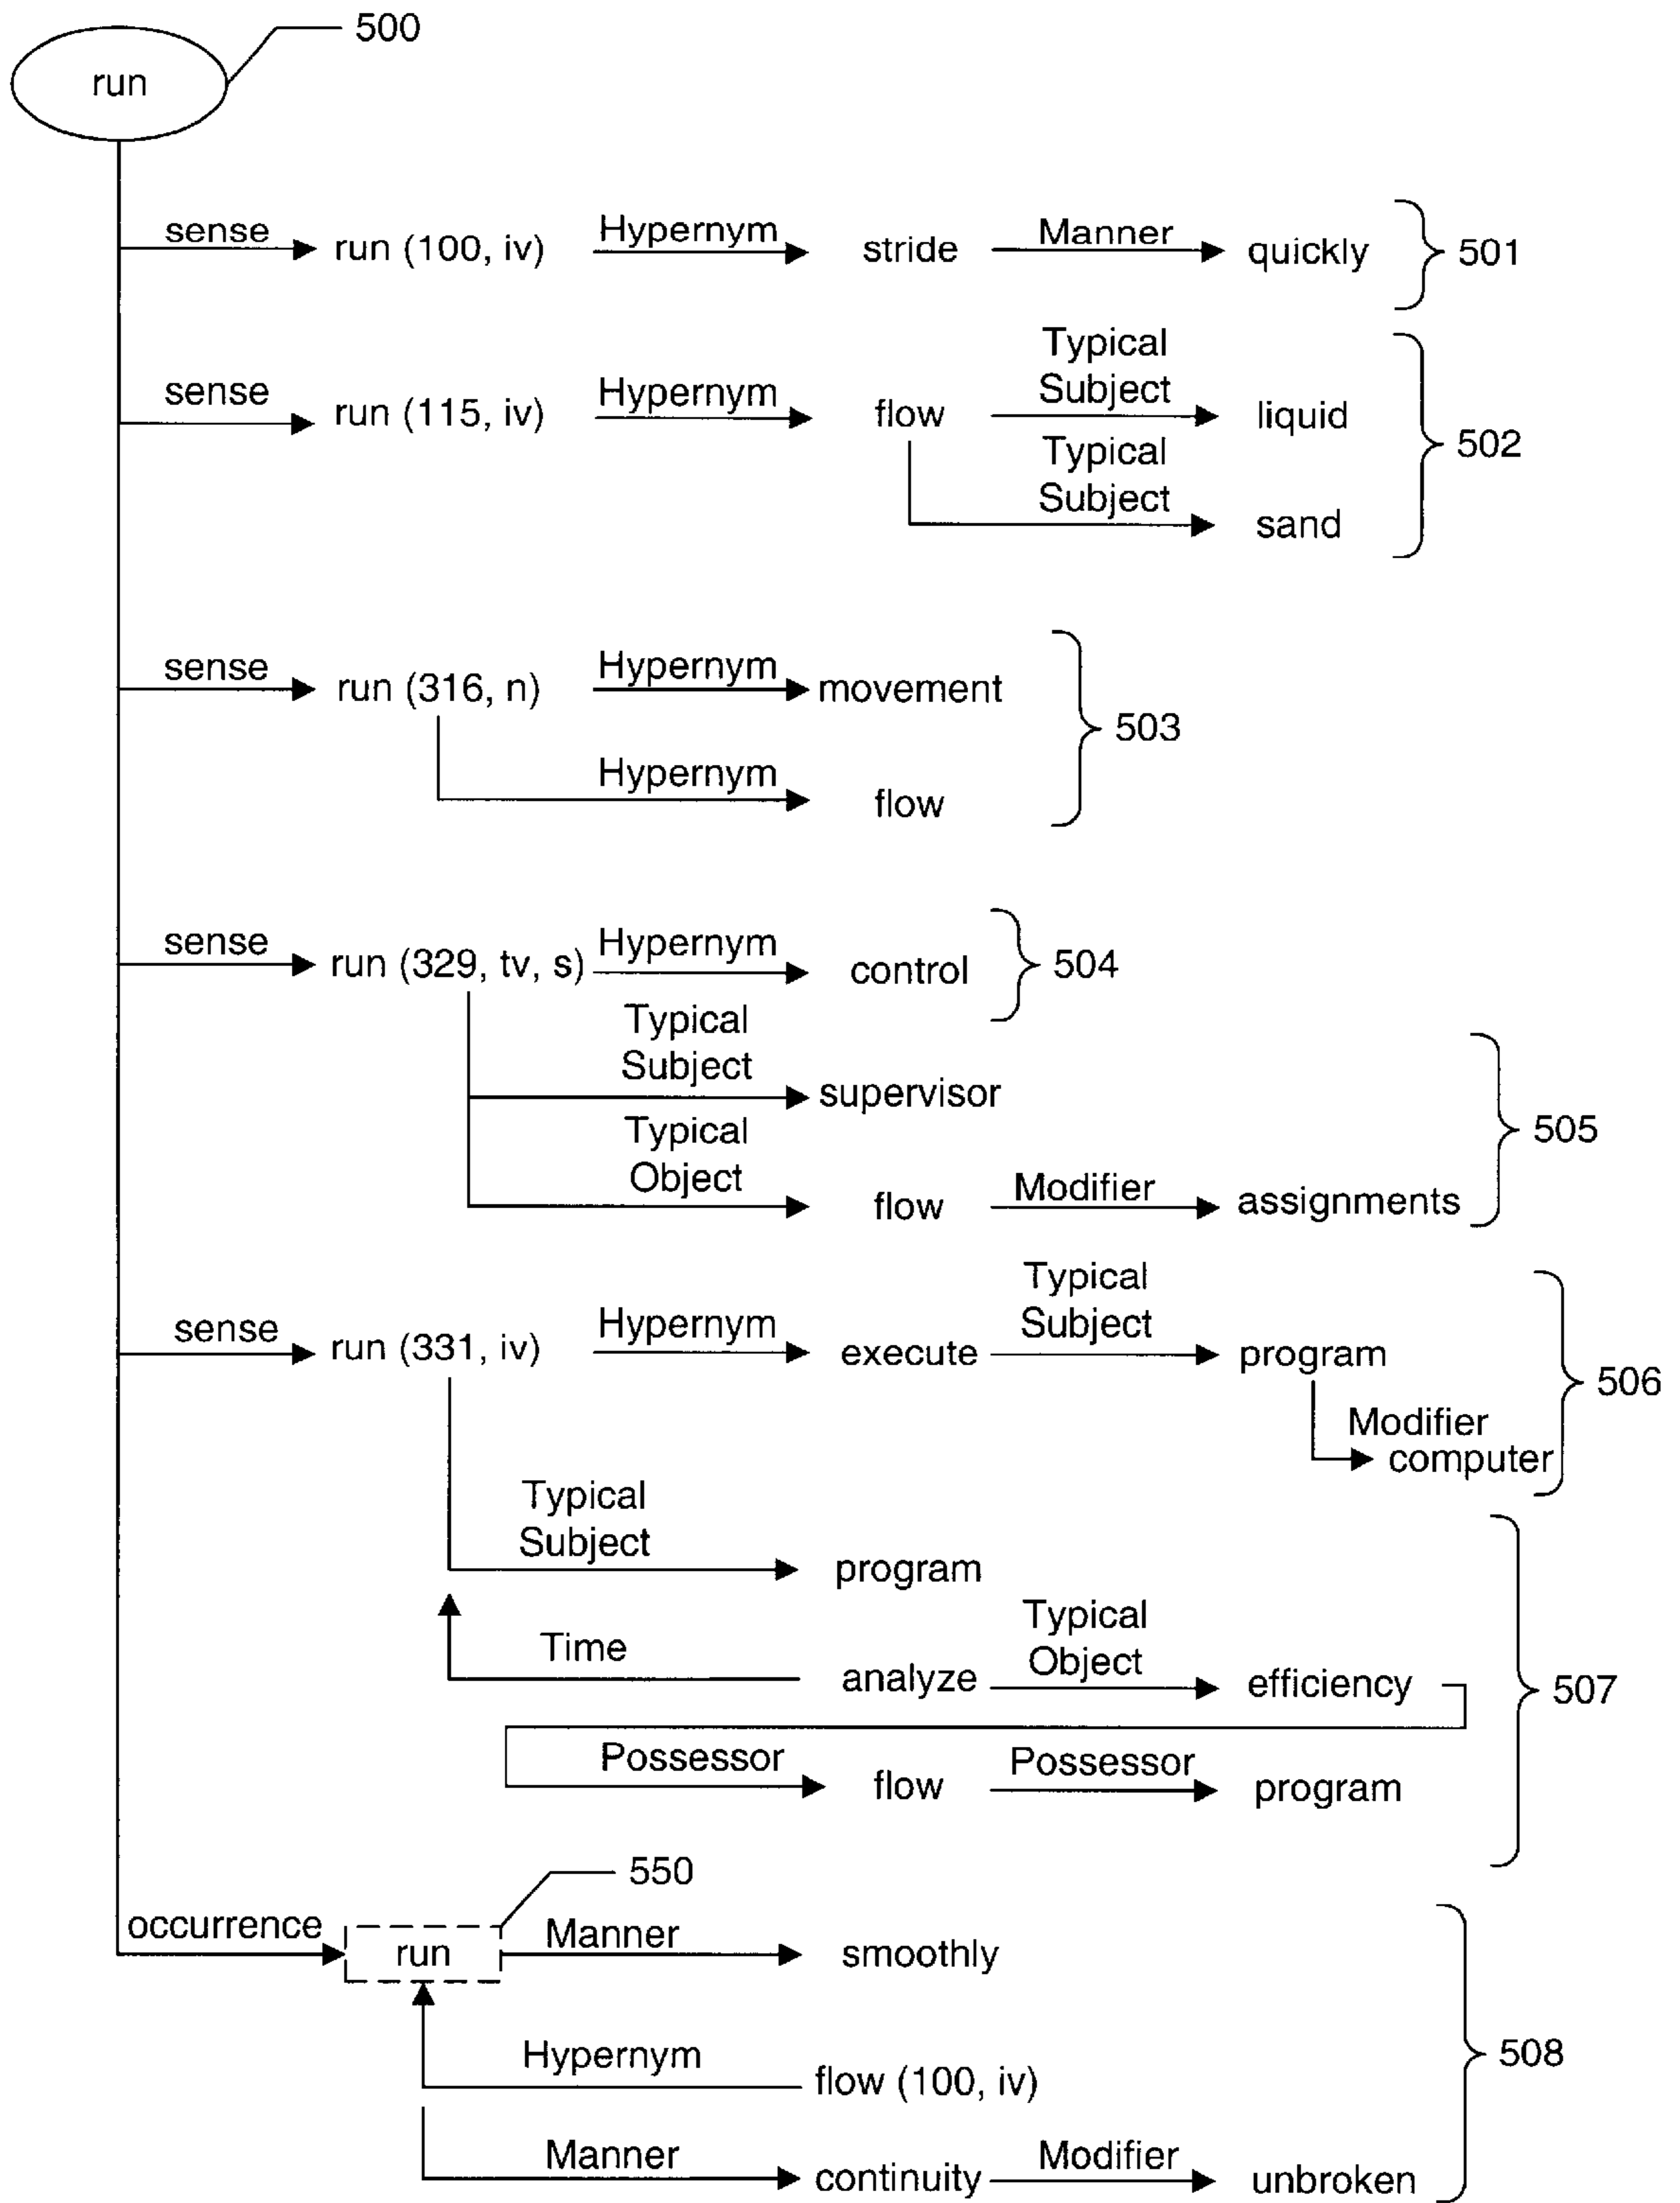 500
run
sense run (100, iv) Hypernym stride Manner quickly 501
Typical
Subject
sense run (115, iv) Hypernym flow liquid 502
Typical
Subject
sand
sense run (316, n) Hypernym movement 503
Hypernym
flow
sense run (329, tv, s) Hypernym control 504
Typical
Subject
supervisor
Typical
Object
flow Modifier assignments 505
Typical
Subject
sense run (331, iv) Hypernym execute program 506
Modifier
computer
Typical
Subject
program
Typical
Object
Time analyze efficiency 507
Possessor flow Possessor program
550
occurrence run Manner smoothly
Hypernym flow (100, iv) 508
Manner continuity Modifier unbroken